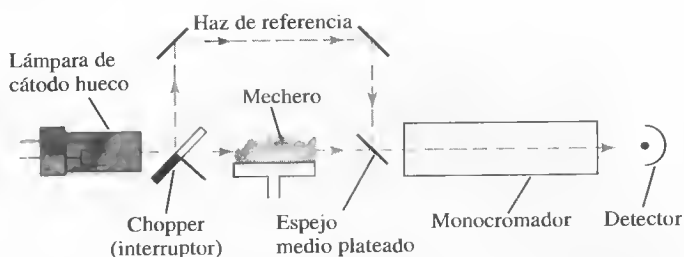 Haz de referencia
Lámpara de
cátodo hueco
Mechero
Chopper
(interruptor)
Espejo
medio plateado
Monocromador
Detector